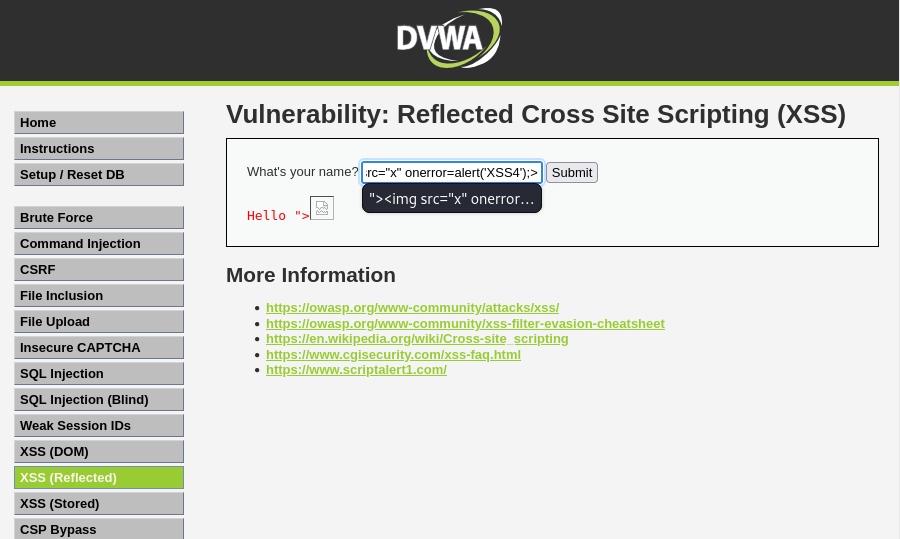 DVWA
Vulnerability: Reflected Cross Site Scripting (XSS)
Home
Instructions
Setup / Reset DB
Brute Force
Command Injection
CSRF
File Inclusion
File Upload
Insecure CAPTCHA
SQL Injection
SQL Injection (Blind)
Weak Session IDs
XSS (DOM)
XSS (Reflected)
XSS (Stored)
CSP Bypass
What's your name? src="x" onerror=alert('XSS4');> Submit
"><img src="x" onerror…
Hello ">
More Information
• https://owasp.org/www-community/attacks/xss/
• https://owasp.org/www-community/xss-filter-evasion-cheatsheet
• https://en.wikipedia.org/wiki/Cross-site_scripting
• https://www.cgisecurity.com/xss-faq.html
• https://www.scriptalert1.com/